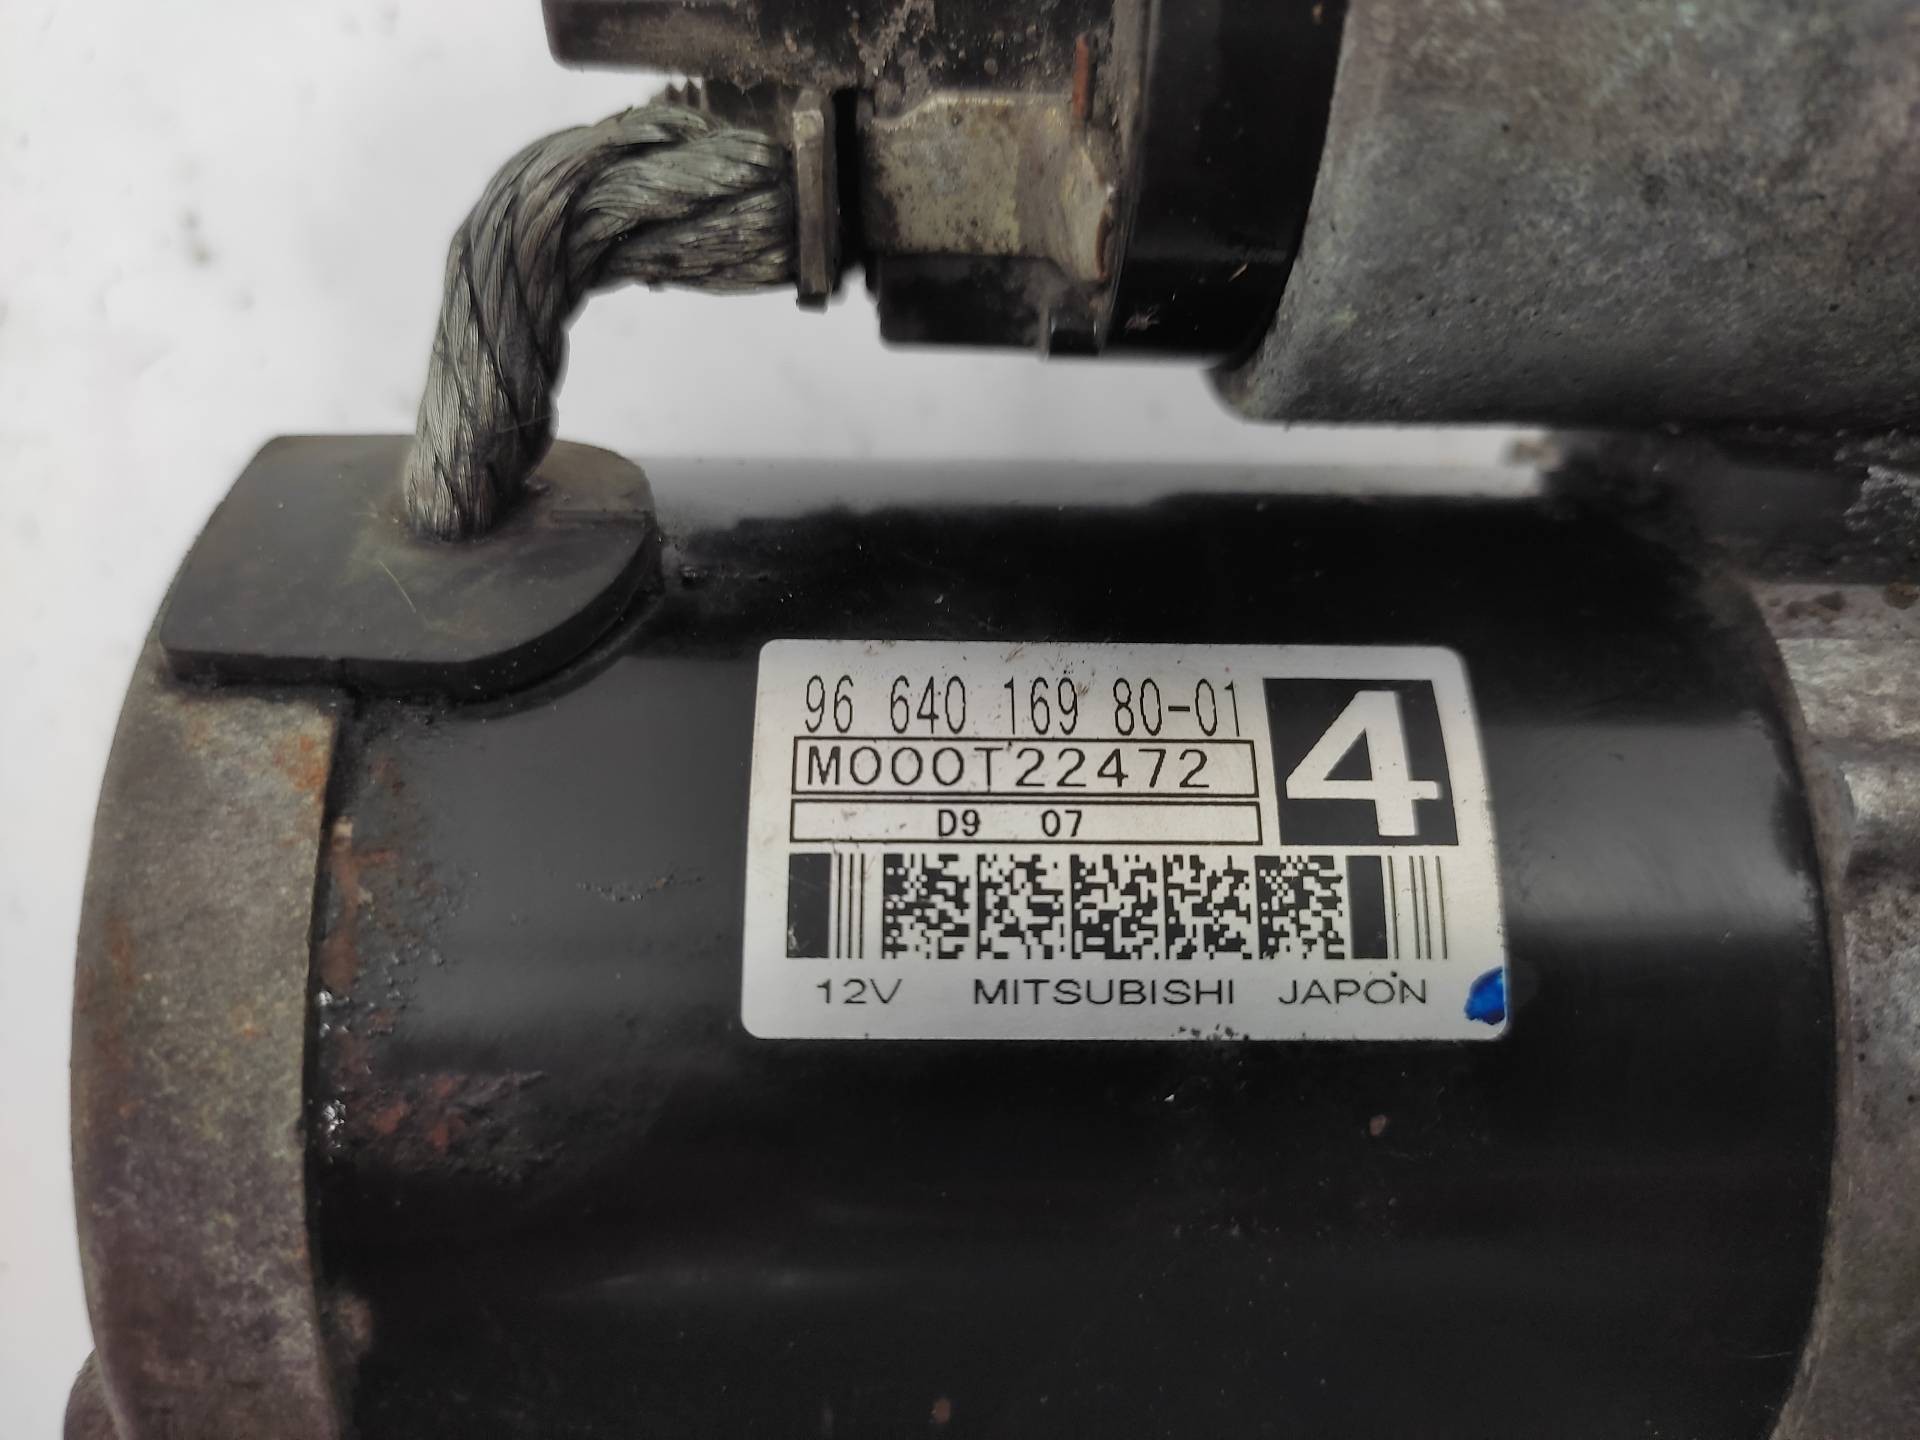 96 640 169 80-01
4
M000T22472
D9 07
12V MITSUBISHI JAPON